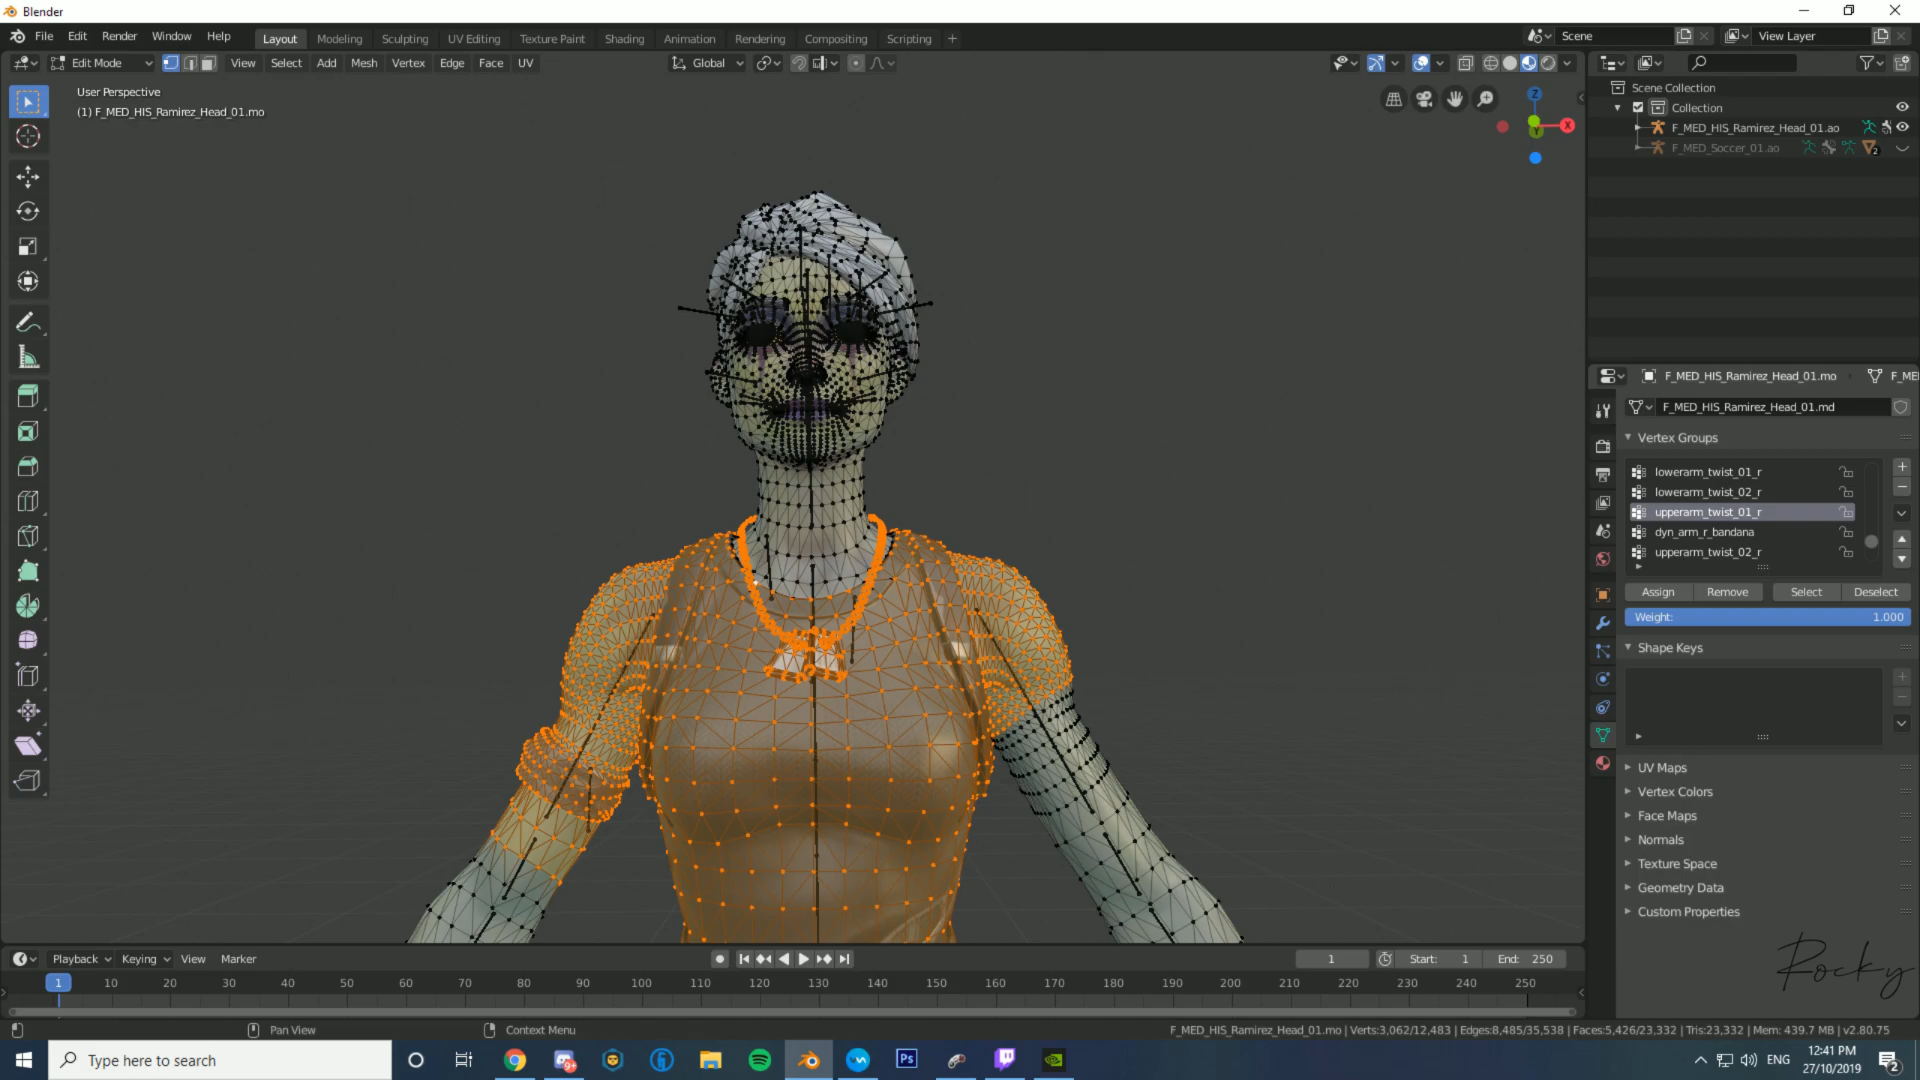 Blender
File Edit Render Window Help
Layout Modeling Sculpting UV Editing Texture Paint Shading Animation Rendering Compositing Scripting +
Scene View Layer
Edit Mode View Select Add Mesh Vertex Edge Face UV
Global
User Perspective
(1) F_MED_HIS_Ramirez_Head_01.mo
Z
X
Y
Scene Collection
Collection
F_MED_HIS_Ramirez_Head_01.ao
F_MED_Soccer_01.ao 2
F_MED_HIS_Ramirez_Head_01.mo F_ME
F_MED_HIS_Ramirez_Head_01.md
Vertex Groups
lowerarm_twist_01_r
lowerarm_twist_02_r
upperarm_twist_01_r
dyn_arm_r_bandana
upperarm_twist_02_r
Assign Remove Select Deselect
Weight: 1.000
Shape Keys
UV Maps
Vertex Colors
Face Maps
Normals
Texture Space
Geometry Data
Custom Properties
Rocky
Playback Keying View Marker
1 Start: 1 End: 250
1 10 20 30 40 50 60 70 80 90 100 110 120 130 140 150 160 170 180 190 200 210 220 230 240 250
Pan View Context Menu
F_MED_HIS_Ramirez_Head_01.mo | Verts:3,062/12,483 | Edges:8,485/35,538 | Faces:5,426/23,332 | Tris:23,332 | Mem: 439.7 MB | v2.80.75
Type here to search
Ps
ENG
12:41 PM
27/10/2019
2